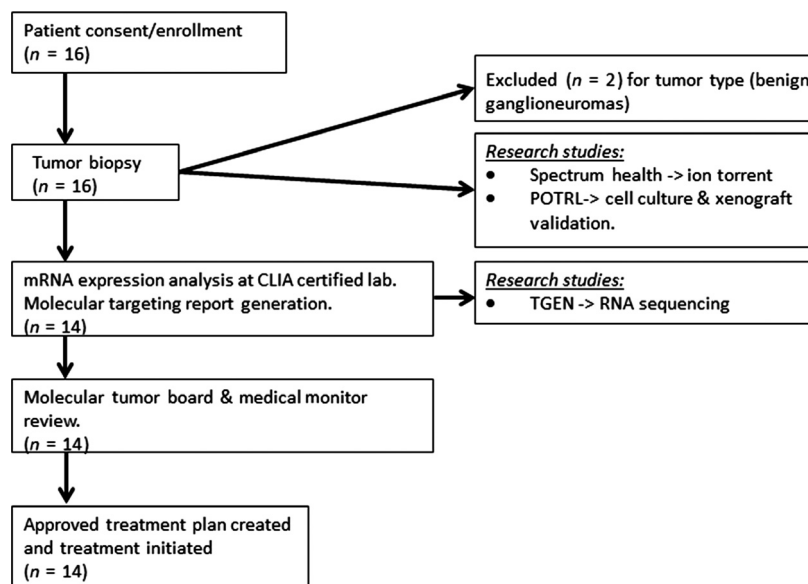 Patient consent/enrollment
(n = 16)
Excluded (n = 2) for tumor type (benign
ganglioneuromas)
Tumor biopsy
(n = 16)
Research studies:
• Spectrum health -> ion torrent
• POTRL-> cell culture & xenograft
validation.
mRNA expression analysis at CLIA certified lab.
Molecular targeting report generation.
(n = 14)
Research studies:
• TGEN -> RNA sequencing
Molecular tumor board & medical monitor
review.
(n = 14)
Approved treatment plan created
and treatment initiated
(n = 14)